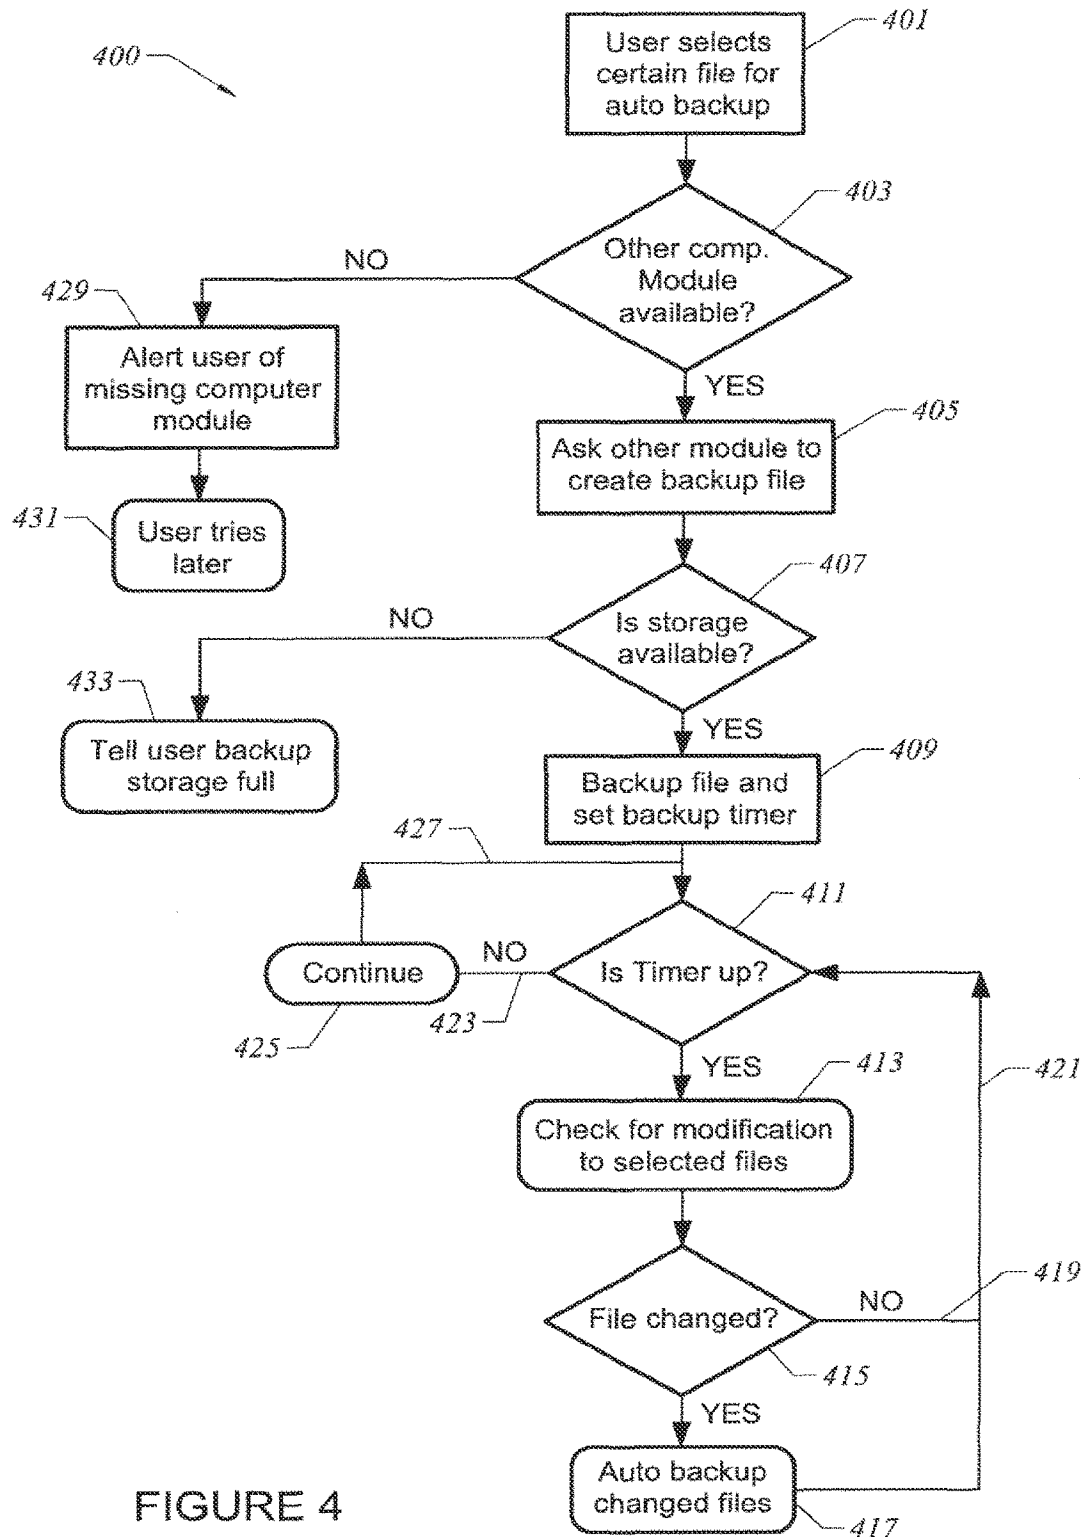 400
401
User selects
certain file for
auto backup
403
Other comp.
Module
available?
NO
YES
429
Alert user of
missing computer
module
405
Ask other module to
create backup file
431
User tries
later
407
Is storage
available?
NO
YES
433
Tell user backup
storage full
409
Backup file and
set backup timer
427
411
Is Timer up?
NO
Continue
423
425
YES
413
421
Check for modification
to selected files
419
File changed?
NO
415
YES
Auto backup
changed files
417
FIGURE 4